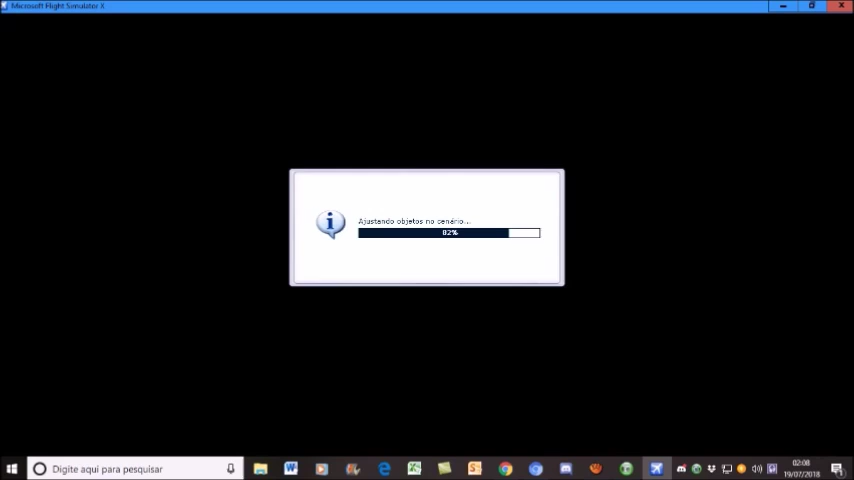 Microsoft Flight Simulator X
Ajustando objetos no cenário...
82%
Digite aqui para pesquisar
02:08
19/07/2018